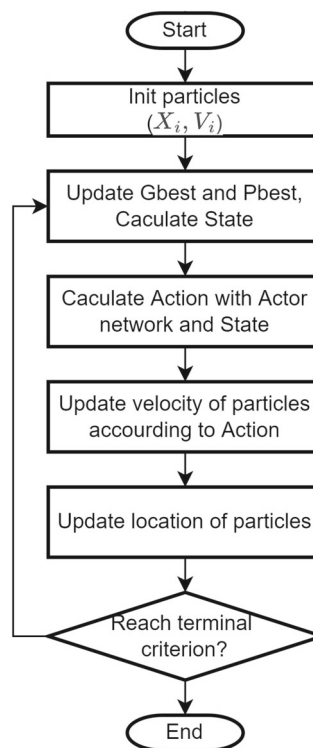 Start
Init particles
(X_i, V_i)
Update Gbest and Pbest,
Caculate State
Caculate Action with Actor
network and State
Update velocity of particles
accourding to Action
Update location of particles
Reach terminal
criterion?
End